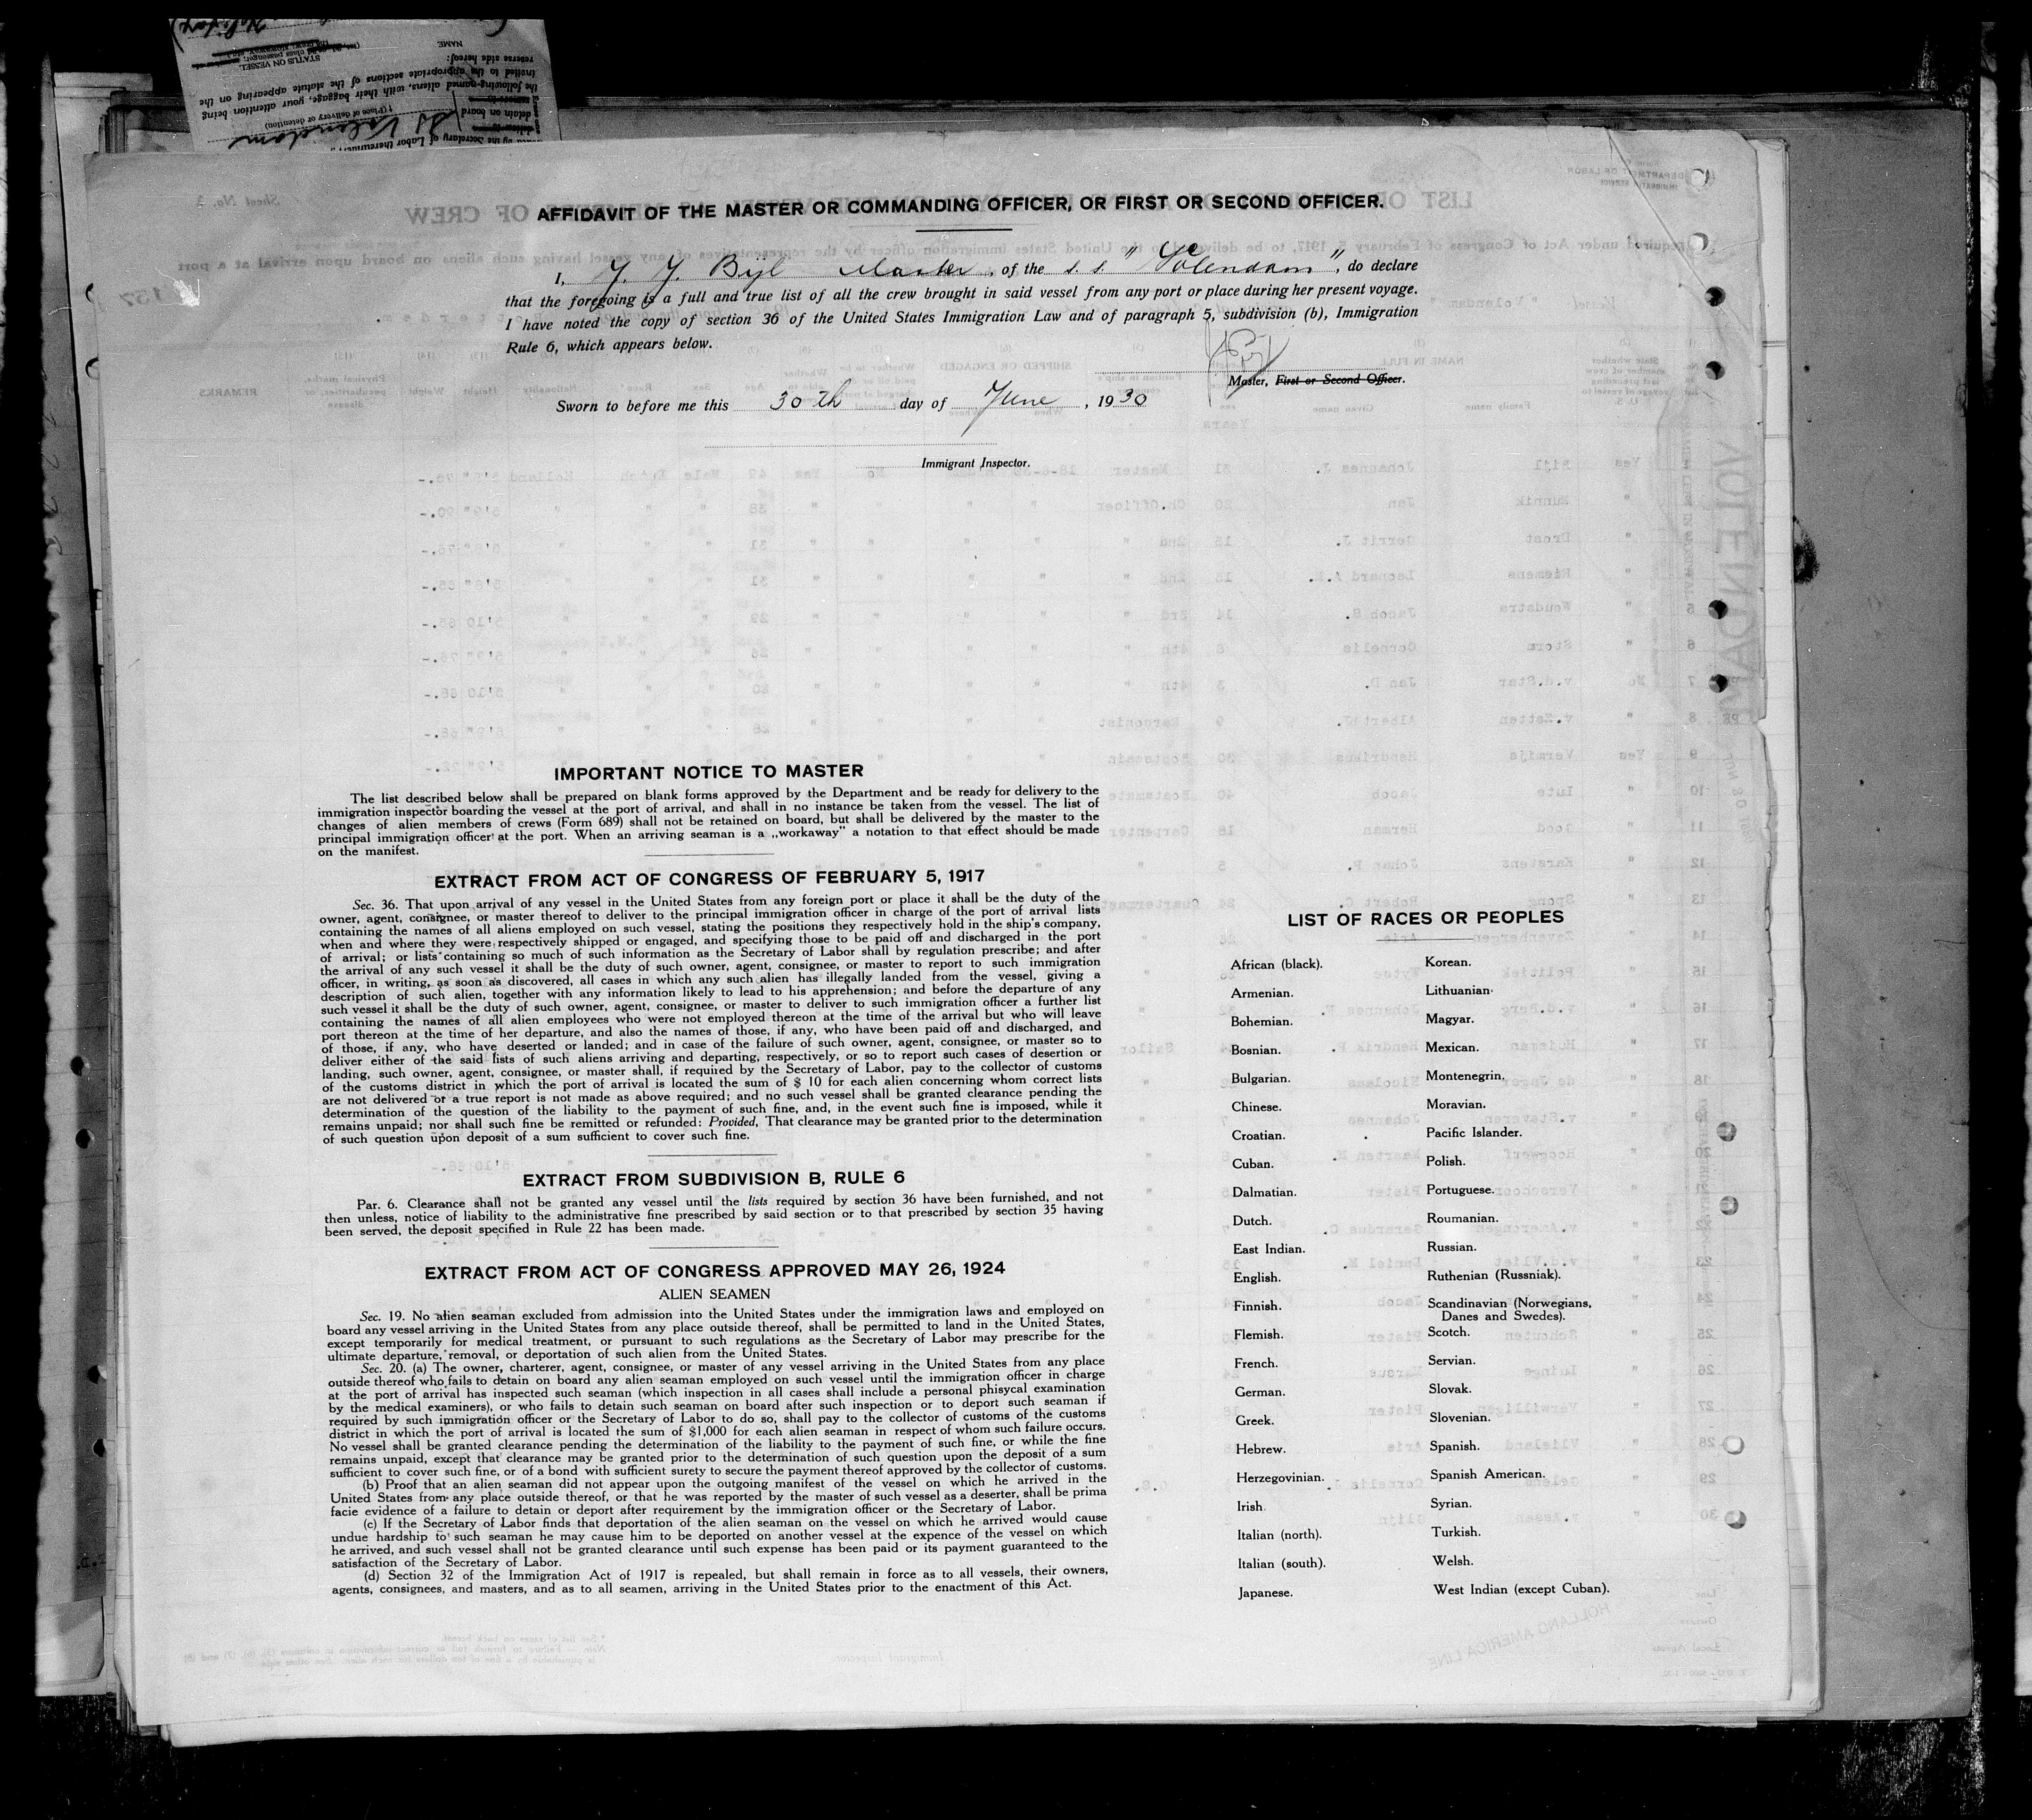 STATUS ON VESSEL
NAME
the following-named aliens, with their baggage, your attention being
invited to the appropriate sections of the statute appearing on the
reverse side hereof:
(Place of delivery or detention)
SS Volendam
AFFIDAVIT OF THE MASTER OR COMMANDING OFFICER, OR FIRST OR SECOND OFFICER.
I, J. J. Bijl Master, of the s.s. "Volendam", do declare
that the foregoing is a full and true list of all the crew brought in said vessel from any port or place during her present voyage.
I have noted the copy of section 36 of the United States Immigration Law and of paragraph 5, subdivision (b), Immigration
Rule 6, which appears below.
Master, First or Second Officer.
Sworn to before me this 30th day of June, 1930
Immigrant Inspector.
IMPORTANT NOTICE TO MASTER
The list described below shall be prepared on blank forms approved by the Department and be ready for delivery to the
immigration inspector boarding the vessel at the port of arrival, and shall in no instance be taken from the vessel. The list of
changes of alien members of crews (Form 689) shall not be retained on board, but shall be delivered by the master to the
principal immigration officer at the port. When an arriving seaman is a „workaway" a notation to that effect should be made
on the manifest.
EXTRACT FROM ACT OF CONGRESS OF FEBRUARY 5, 1917
Sec. 36. That upon arrival of any vessel in the United States from any foreign port or place it shall be the duty of the
owner, agent, consignee, or master thereof to deliver to the principal immigration officer in charge of the port of arrival lists
containing the names of all aliens employed on such vessel, stating the positions they respectively hold in the ship's company,
when and where they were respectively shipped or engaged, and specifying those to be paid off and discharged in the port
of arrival; or lists containing so much of such information as the Secretary of Labor shall by regulation prescribe; and after
the arrival of any such vessel it shall be the duty of such owner, agent, consignee, or master to report to such immigration
officer, in writing, as soon as discovered, all cases in which any such alien has illegally landed from the vessel, giving a
description of such alien, together with any information likely to lead to his apprehension; and before the departure of any
such vessel it shall be the duty of such owner, agent, consignee, or master to deliver to such immigration officer a further list
containing the names of all alien employees who were not employed thereon at the time of the arrival but who will leave
port thereon at the time of her departure, and also the names of those, if any, who have been paid off and discharged, and
of those, if any, who have deserted or landed; and in case of the failure of such owner, agent, consignee, or master so to
deliver either of the said lists of such aliens arriving and departing, respectively, or so to report such cases of desertion or
landing, such owner, agent, consignee, or master shall, if required by the Secretary of Labor, pay to the collector of customs
of the customs district in which the port of arrival is located the sum of $ 10 for each alien concerning whom correct lists
are not delivered or a true report is not made as above required; and no such vessel shall be granted clearance pending the
determination of the question of the liability to the payment of such fine, and, in the event such fine is imposed, while it
remains unpaid; nor shall such fine be remitted or refunded: Provided, That clearance may be granted prior to the determination
of such question upon deposit of a sum sufficient to cover such fine.
EXTRACT FROM SUBDIVISION B, RULE 6
Par. 6. Clearance shall not be granted any vessel until the lists required by section 36 have been furnished, and not
then unless, notice of liability to the administrative fine prescribed by said section or to that prescribed by section 35 having
been served, the deposit specified in Rule 22 has been made.
EXTRACT FROM ACT OF CONGRESS APPROVED MAY 26, 1924
ALIEN SEAMEN
Sec. 19. No alien seaman excluded from admission into the United States under the immigration laws and employed on
board any vessel arriving in the United States from any place outside thereof, shall be permitted to land in the United States,
except temporarily for medical treatment, or pursuant to such regulations as the Secretary of Labor may prescribe for the
ultimate departure, removal, or deportation of such alien from the United States.
Sec. 20. (a) The owner, charterer, agent, consignee, or master of any vessel arriving in the United States from any place
outside thereof who fails to detain on board any alien seaman employed on such vessel until the immigration officer in charge
at the port of arrival has inspected such seaman (which inspection in all cases shall include a personal phisycal examination
by the medical examiners), or who fails to detain such seaman on board after such inspection or to deport such seaman if
required by such immigration officer or the Secretary of Labor to do so, shall pay to the collector of customs of the customs
district in which the port of arrival is located the sum of $1,000 for each alien seaman in respect of whom such failure occurs.
No vessel shall be granted clearance pending the determination of the liability to the payment of such fine, or while the fine
remains unpaid, except that clearance may be granted prior to the determination of such question upon the deposit of a sum
sufficient to cover such fine, or of a bond with sufficient surety to secure the payment thereof approved by the collector of customs.
(b) Proof that an alien seaman did not appear upon the outgoing manifest of the vessel on which he arrived in the
United States from any place outside thereof, or that he was reported by the master of such vessel as a deserter, shall be prima
facie evidence of a failure to detain or deport after requirement by the immigration officer or the Secretary of Labor.
(c) If the Secretary of Labor finds that deportation of the alien seaman on the vessel on which he arrived would cause
undue hardship to such seaman he may cause him to be deported on another vessel at the expence of the vessel on which
he arrived, and such vessel shall not be granted clearance until such expense has been paid or its payment guaranteed to the
satisfaction of the Secretary of Labor.
(d) Section 32 of the Immigration Act of 1917 is repealed, but shall remain in force as to all vessels, their owners,
agents, consignees, and masters, and as to all seamen, arriving in the United States prior to the enactment of this Act.
LIST OF RACES OR PEOPLES
African (black).
Armenian.
Bohemian.
Bosnian.
Bulgarian.
Chinese.
Croatian.
Cuban.
Dalmatian.
Dutch.
East Indian.
English.
Finnish.
Flemish.
French.
German.
Greek.
Hebrew.
Herzegovinian.
Irish.
Italian (north).
Italian (south).
Japanese.
Korean.
Lithuanian.
Magyar.
Mexican.
Montenegrin.
Moravian.
Pacific Islander.
Polish.
Portuguese.
Roumanian.
Russian.
Ruthenian (Russniak).
Scandinavian (Norwegians,
Danes and Swedes).
Scotch.
Servian.
Slovak.
Slovenian.
Spanish.
Spanish American.
Syrian.
Turkish.
Welsh.
West Indian (except Cuban).